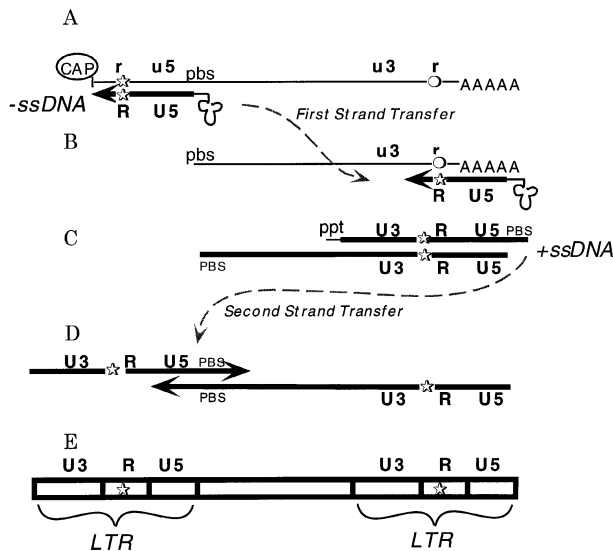 A
CAP r u5 pbs u3 r AAAAA
-ssDNA R U5
First Strand Transfer
B
pbs u3 r AAAAA
R U5
C
ppt U3 R U5 PBS
+ssDNA
PBS U3 R U5
Second Strand Transfer
D
U3 R U5 PBS
PBS U3 R U5
E
U3 R U5 U3 R U5
LTR LTR